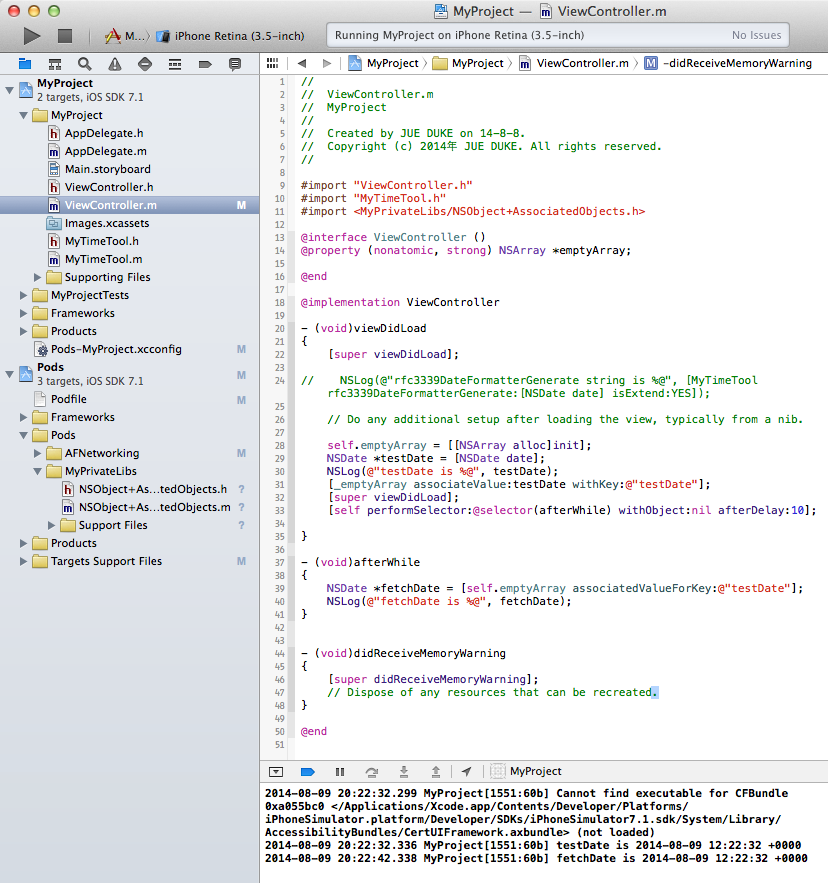 MyProject — ViewController.m
M...
iPhone Retina (3.5-inch)
Running MyProject on iPhone Retina (3.5-inch)
No Issues
MyProject
MyProject
ViewController.m
M -didReceiveMemoryWarning
MyProject
2 targets, iOS SDK 7.1
MyProject
h AppDelegate.h
m AppDelegate.m
Main.storyboard
h ViewController.h
m ViewController.m M
Images.xcassets
h MyTimeTool.h
m MyTimeTool.m
Supporting Files
MyProjectTests
Frameworks
Products
Pods-MyProject.xcconfig M
Pods M
3 targets, iOS SDK 7.1
Podfile M
Frameworks
Pods
AFNetworking
MyPrivateLibs
h NSObject+As...tedObjects.h ?
m NSObject+As...tedObjects.m ?
Support Files ?
Products
Targets Support Files M
1 //
2 //  ViewController.m
3 //  MyProject
4 //
5 //  Created by JUE DUKE on 14-8-8.
6 //  Copyright (c) 2014年 JUE DUKE. All rights reserved.
7 //
8
9 #import "ViewController.h"
10 #import "MyTimeTool.h"
11 #import <MyPrivateLibs/NSObject+AssociatedObjects.h>
12
13 @interface ViewController ()
14 @property (nonatomic, strong) NSArray *emptyArray;
15
16 @end
17
18 @implementation ViewController
19
20 - (void)viewDidLoad
21 {
22     [super viewDidLoad];
23
24 //    NSLog(@"rfc3339DateFormatterGenerate string is %@", [MyTimeTool
rfc3339DateFormatterGenerate:[NSDate date] isExtend:YES]);
25
26     // Do any additional setup after loading the view, typically from a nib.
27
28     self.emptyArray = [[NSArray alloc]init];
29     NSDate *testDate = [NSDate date];
30     NSLog(@"testDate is %@", testDate);
31     [_emptyArray associateValue:testDate withKey:@"testDate"];
32     [super viewDidLoad];
33     [self performSelector:@selector(afterWhile) withObject:nil afterDelay:10];
34
35 }
36
37 - (void)afterWhile
38 {
39     NSDate *fetchDate = [self.emptyArray associatedValueForKey:@"testDate"];
40     NSLog(@"fetchDate is %@", fetchDate);
41 }
42
43
44 - (void)didReceiveMemoryWarning
45 {
46     [super didReceiveMemoryWarning];
47     // Dispose of any resources that can be recreated.
48 }
49
50 @end
51
MyProject
2014-08-09 20:22:32.299 MyProject[1551:60b] Cannot find executable for CFBundle
0xa055bc0 </Applications/Xcode.app/Contents/Developer/Platforms/
iPhoneSimulator.platform/Developer/SDKs/iPhoneSimulator7.1.sdk/System/Library/
AccessibilityBundles/CertUIFramework.axbundle> (not loaded)
2014-08-09 20:22:32.336 MyProject[1551:60b] testDate is 2014-08-09 12:22:32 +0000
2014-08-09 20:22:42.338 MyProject[1551:60b] fetchDate is 2014-08-09 12:22:32 +0000